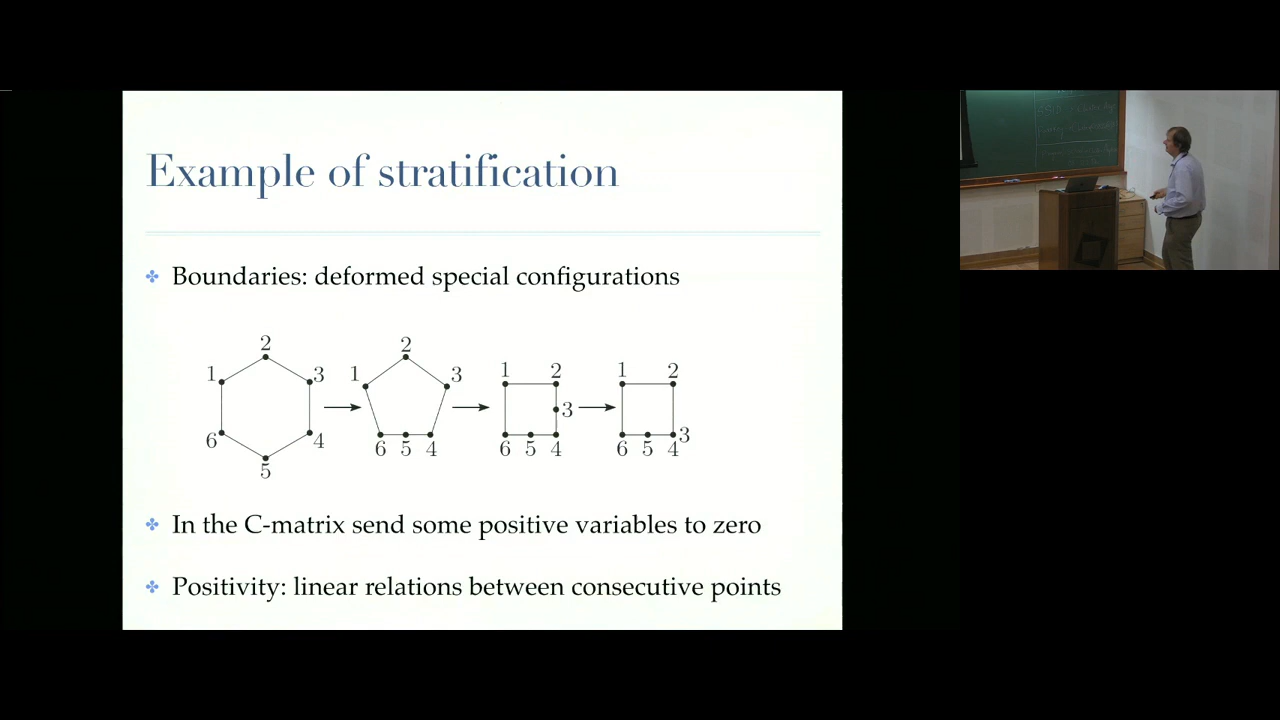 Example of stratification
Boundaries: deformed special configurations
1 2 3 4 5 6
1 2 3 6 5 4
1 2 3 6 5 4
1 2 3 6 5 4
In the C-matrix send some positive variables to zero
Positivity: linear relations between consecutive points